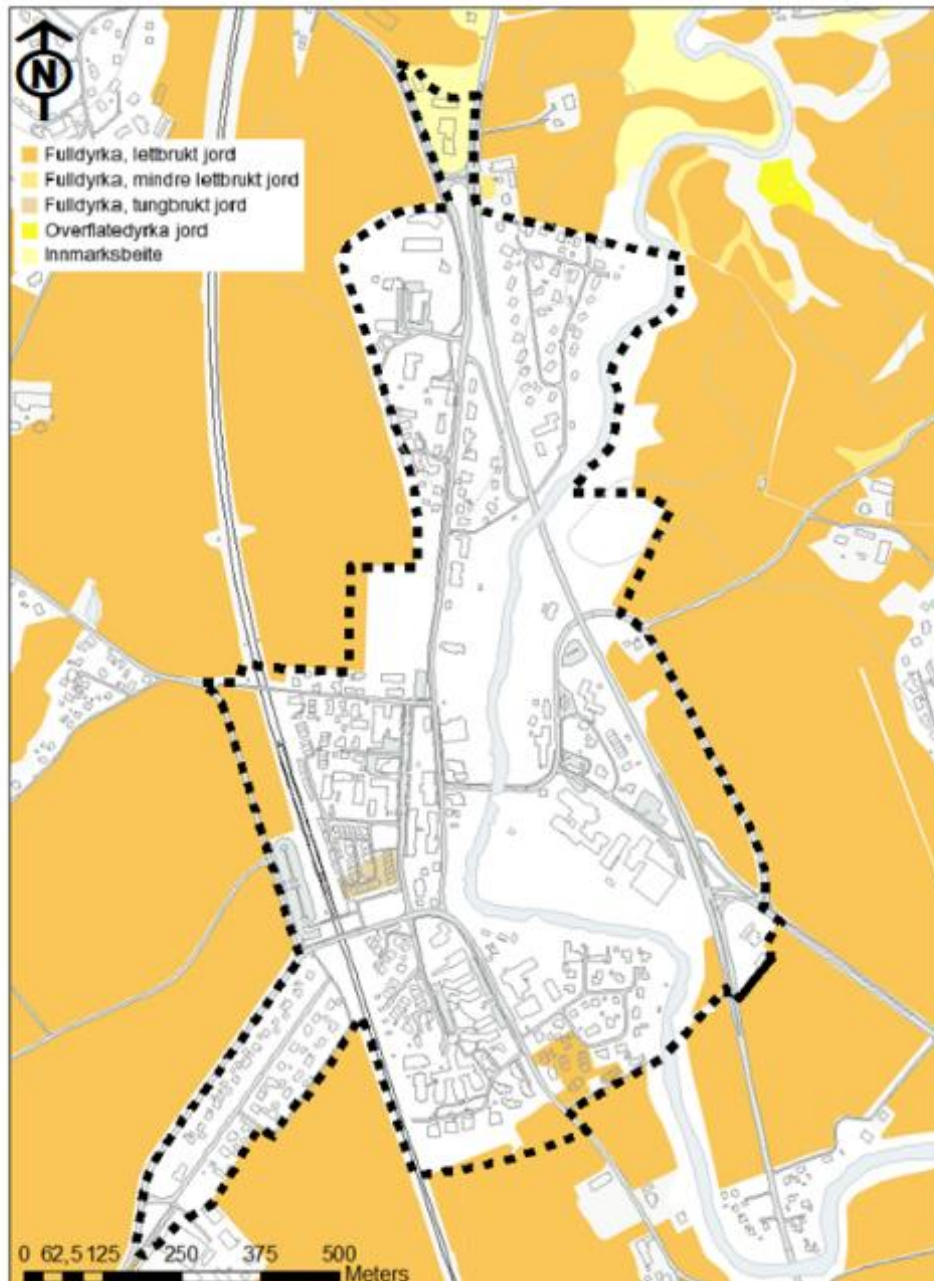 N
Fulldyrka, lettbrukt jord
Fulldyrka, mindre lettbrukt jord
Fulldyrka, tungbrukt jord
Overflatedyrka jord
Innmarksbeite
0 62,5 125 250 375 500
Meters